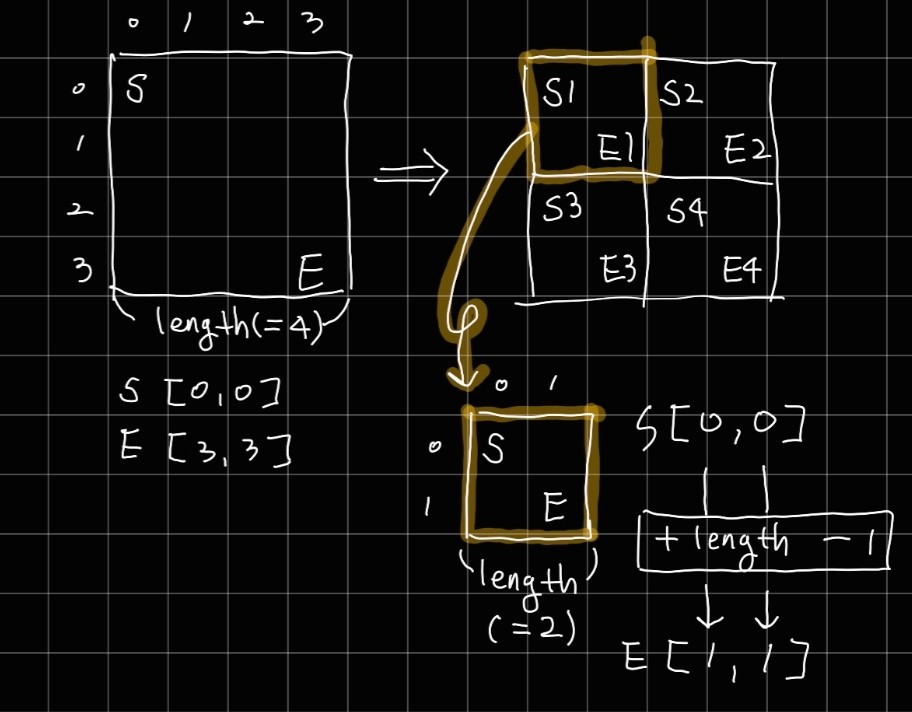 0 1 2 3
0
1
2
3
S
E
length(=4)
S [0,0]
E [3,3]
S1 S2
E1 E2
S3 S4
E3 E4
0 1
0
1
S
E
length
(=2)
S[0,0]
+ length - 1
E [1,1]